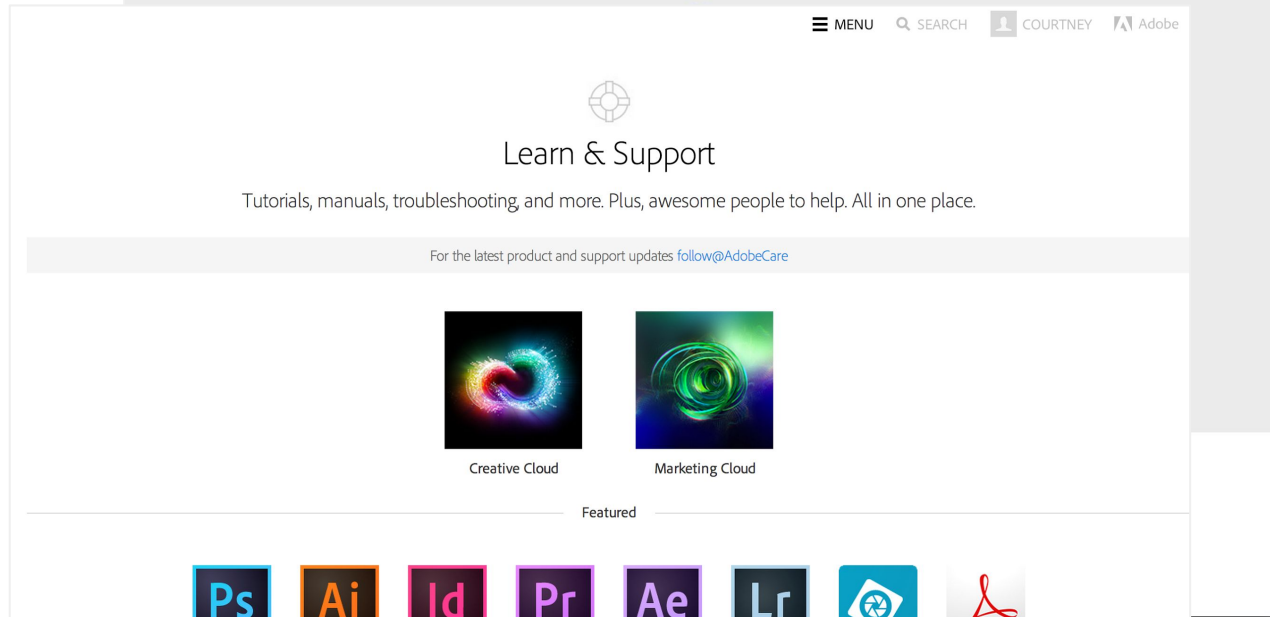 MENU SEARCH COURTNEY Adobe
Learn & Support
Tutorials, manuals, troubleshooting, and more. Plus, awesome people to help. All in one place.
For the latest product and support updates follow@AdobeCare
Creative Cloud Marketing Cloud
Featured
Ps Ai Id Pr Ae Lr